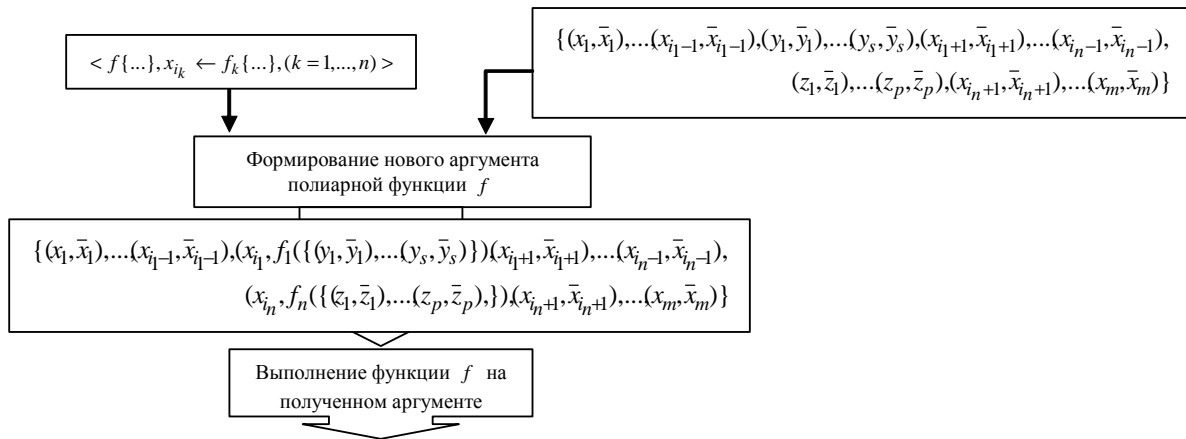 < f{...}, x_{i_k} ← f_k{...}, (k = 1,..., n) >
{(x_1, x̄_1),...(x_{i_1−1}, x̄_{i_1−1}),(y_1, ȳ_1),...(y_s, ȳ_s),(x_{i_1+1}, x̄_{i_1+1}),...(x_{i_n−1}, x̄_{i_n−1}),
(z_1, z̄_1),...(z_p, z̄_p),(x_{i_n+1}, x̄_{i_n+1}),...(x_m, x̄_m)}
Формирование нового аргумента
полиарной функции f
{(x_1, x̄_1),...(x_{i_1−1}, x̄_{i_1−1}),(x_{i_1}, f_1({(y_1, ȳ_1),...(y_s, ȳ_s)}),(x_{i_1+1}, x̄_{i_1+1}),...(x_{i_n−1}, x̄_{i_n−1}),
(x_{i_n}, f_n({(z_1, z̄_1),...(z_p, z̄_p),}),(x_{i_n+1}, x̄_{i_n+1}),...(x_m, x̄_m)}
Выполнение функции f на
полученном аргументе